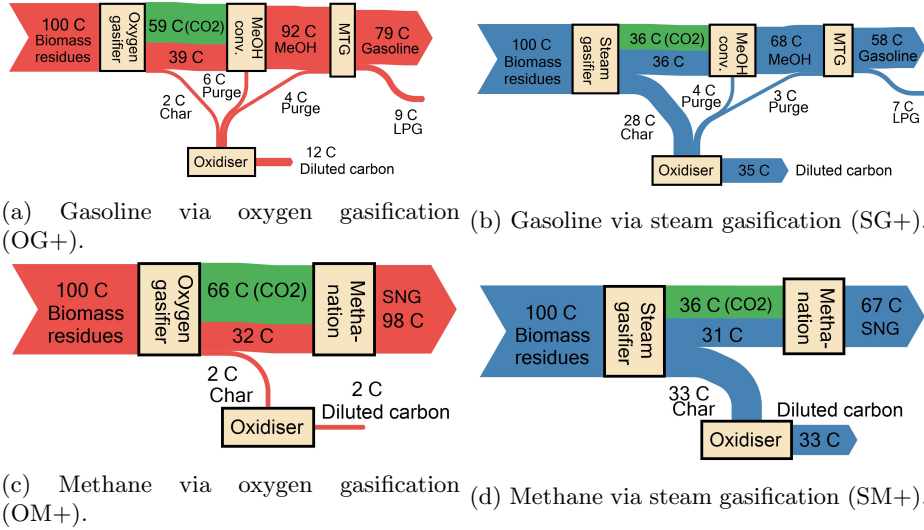 100 C
Biomass
residues
Oxygen
gasifier
59 C (CO2)
39 C
MeOH
conv.
92 C
MeOH
MTG
79 C
Gasoline
2 C
Char
6 C
Purge
4 C
Purge
9 C
LPG
Oxidiser
12 C
Diluted carbon
(a) Gasoline via oxygen gasification
(OG+).
100 C
Biomass
residues
Steam
gasifier
36 C (CO2)
36 C
MeOH
conv.
68 C
MeOH
MTG
58 C
Gasoline
28 C
Char
4 C
Purge
3 C
Purge
7 C
LPG
Oxidiser
35 C
Diluted carbon
(b) Gasoline via steam gasification (SG+).
100 C
Biomass
residues
Oxygen
gasifier
66 C (CO2)
32 C
Metha-
nation
SNG
98 C
2 C
Char
Oxidiser
2 C
Diluted carbon
(c) Methane via oxygen gasification
(OM+).
100 C
Biomass
residues
Steam
gasifier
36 C (CO2)
31 C
Metha-
nation
67 C
SNG
33 C
Char
Oxidiser
Diluted carbon
33 C
(d) Methane via steam gasification (SM+).